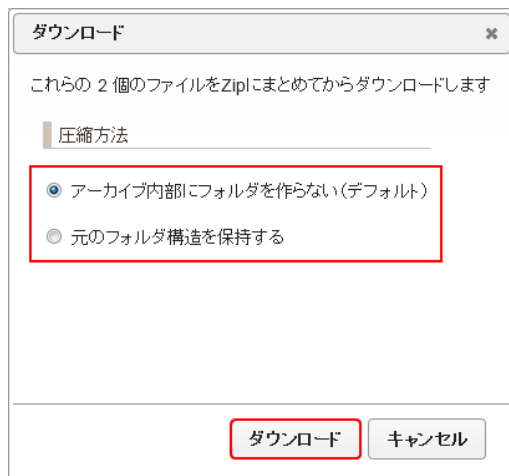 ダウンロード
これらの 2 個のファイルをZipにまとめてからダウンロードします
圧縮方法
アーカイブ内部にフォルダを作らない(デフォルト)
元のフォルダ構造を保持する
ダウンロード キャンセル